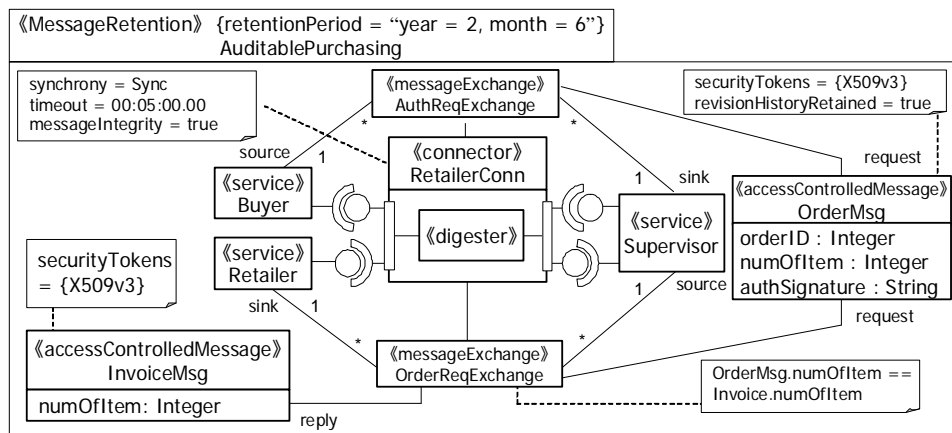 《MessageRetention》 {retentionPeriod = “year = 2, month = 6”}
AuditablePurchasing
synchrony = Sync
timeout = 00:05:00.00
messageIntegrity = true
《messageExchange》
AuthReqExchange
securityTokens = {X509v3}
revisionHistoryRetained = true
*
*
source
1
《connector》
RetailerConn
1
sink
request
《service》
Buyer
《digester》
《service》
Supervisor
《accessControlledMessage》
OrderMsg
orderID : Integer
numOfItem : Integer
authSignature : String
《service》
Retailer
securityTokens
= {X509v3}
sink
1
1
source
request
*
*
《accessControlledMessage》
InvoiceMsg
numOfItem: Integer
《messageExchange》
OrderReqExchange
reply
OrderMsg.numOfItem ==
Invoice.numOfItem